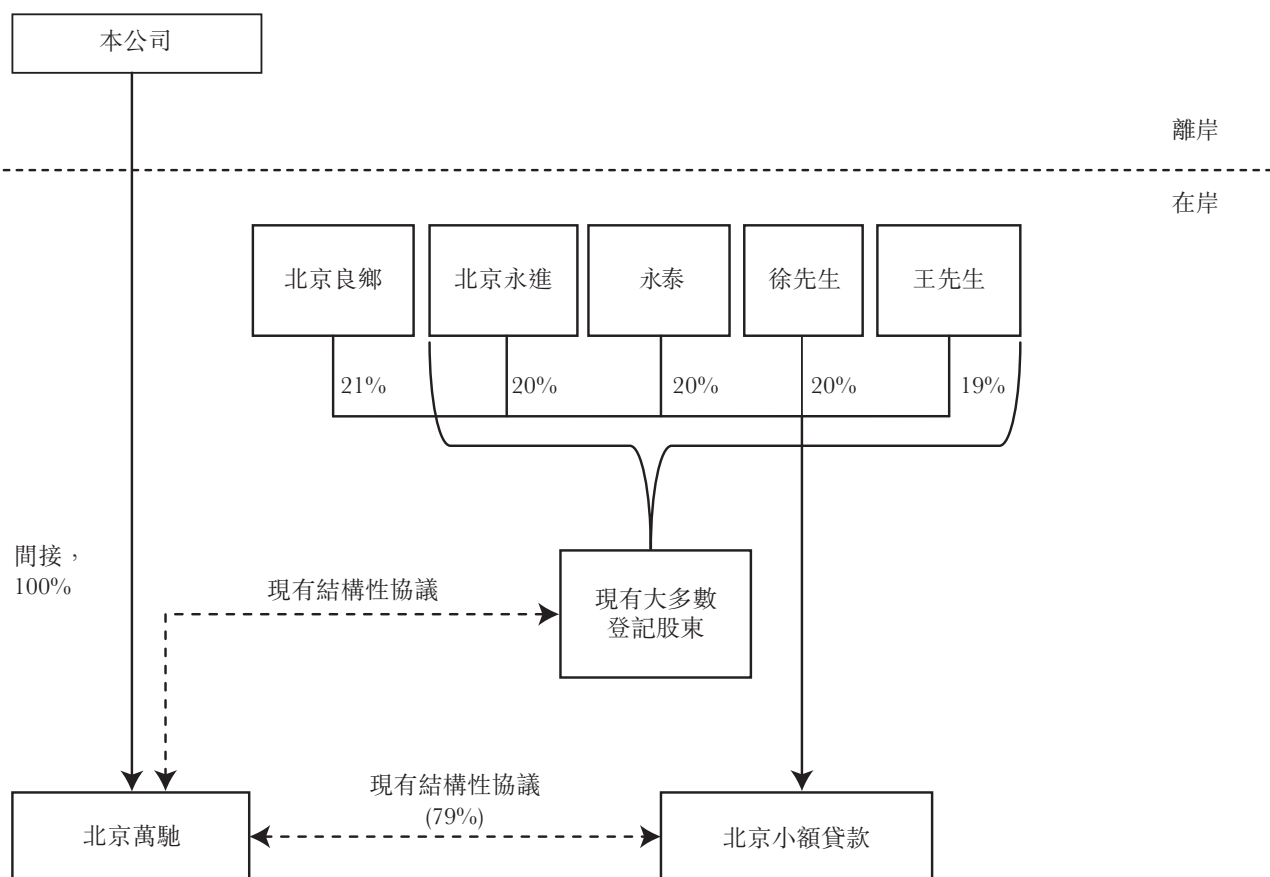 本公司
離岸
在岸
北京良鄉
北京永進
永泰
徐先生
王先生
21%
20%
20%
20%
19%
間接，
100%
現有結構性協議
現有大多數
登記股東
現有結構性協議
(79%)
北京萬馳
北京小額貸款